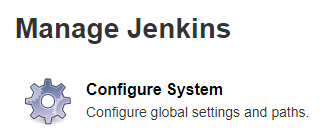 Manage Jenkins
Configure System
Configure global settings and paths.